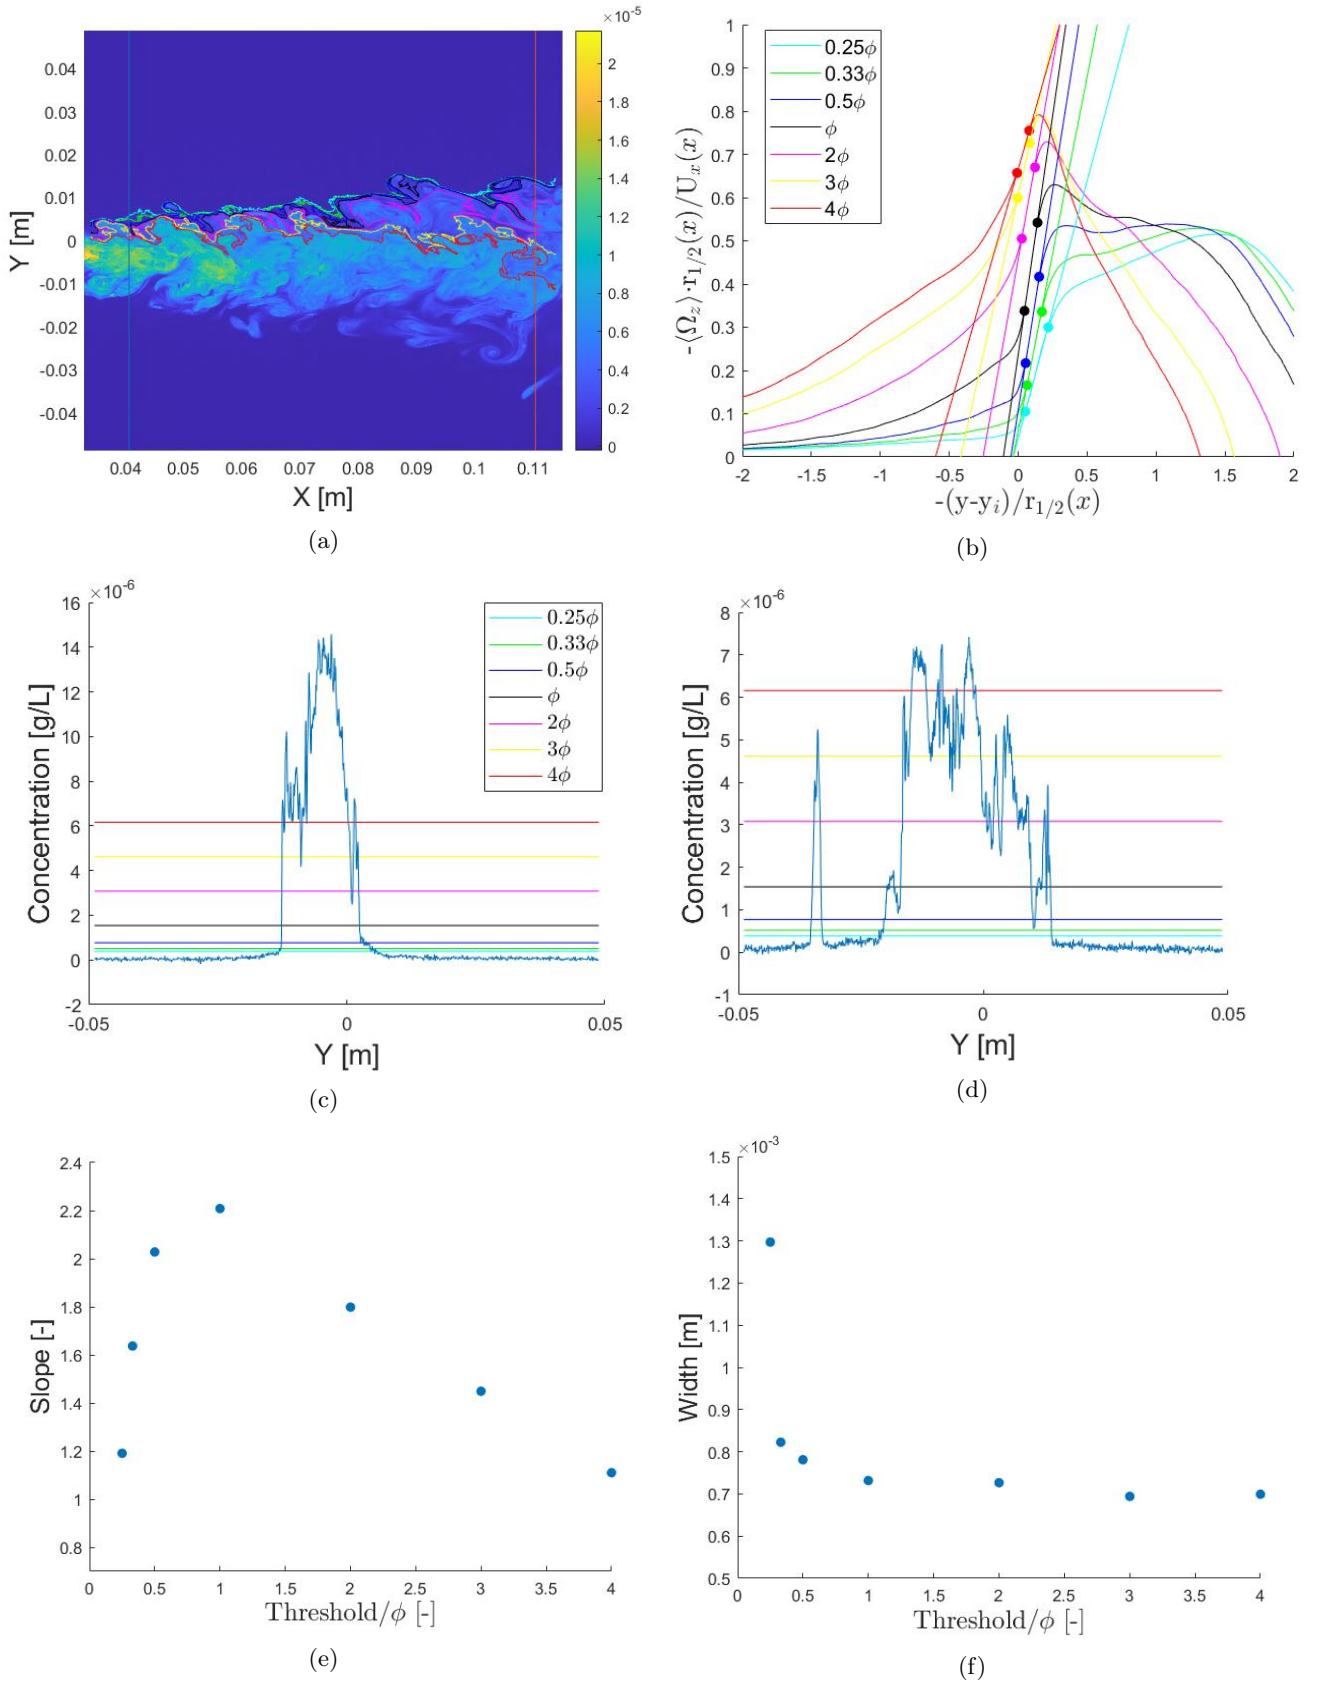 ×10⁻⁵
0.04
0.03
0.02
0.01
0
-0.01
-0.02
-0.03
-0.04
Y [m]
0.04 0.05 0.06 0.07 0.08 0.09 0.1 0.11
X [m]
2
1.8
1.6
1.4
1.2
1
0.8
0.6
0.4
0.2
0
(a)
1
0.9
0.8
0.7
0.6
0.5
0.4
0.3
0.2
0.1
0
-⟨Ω_z⟩·r_{1/2}(x)/U_x(x)
0.25ϕ
0.33ϕ
0.5ϕ
ϕ
2ϕ
3ϕ
4ϕ
-2 -1.5 -1 -0.5 0 0.5 1 1.5 2
-(y-y_i)/r_{1/2}(x)
(b)
×10⁻⁶
16
14
12
10
8
6
4
2
0
-2
Concentration [g/L]
0.25ϕ
0.33ϕ
0.5ϕ
ϕ
2ϕ
3ϕ
4ϕ
-0.05 0 0.05
Y [m]
(c)
×10⁻⁶
8
7
6
5
4
3
2
1
0
-1
Concentration [g/L]
-0.05 0 0.05
Y [m]
(d)
2.4
2.2
2
1.8
1.6
1.4
1.2
1
0.8
Slope [-]
0 0.5 1 1.5 2 2.5 3 3.5 4
Threshold/ϕ [-]
(e)
×10⁻³
1.5
1.4
1.3
1.2
1.1
1
0.9
0.8
0.7
0.6
0.5
Width [m]
0 0.5 1 1.5 2 2.5 3 3.5 4
Threshold/ϕ [-]
(f)